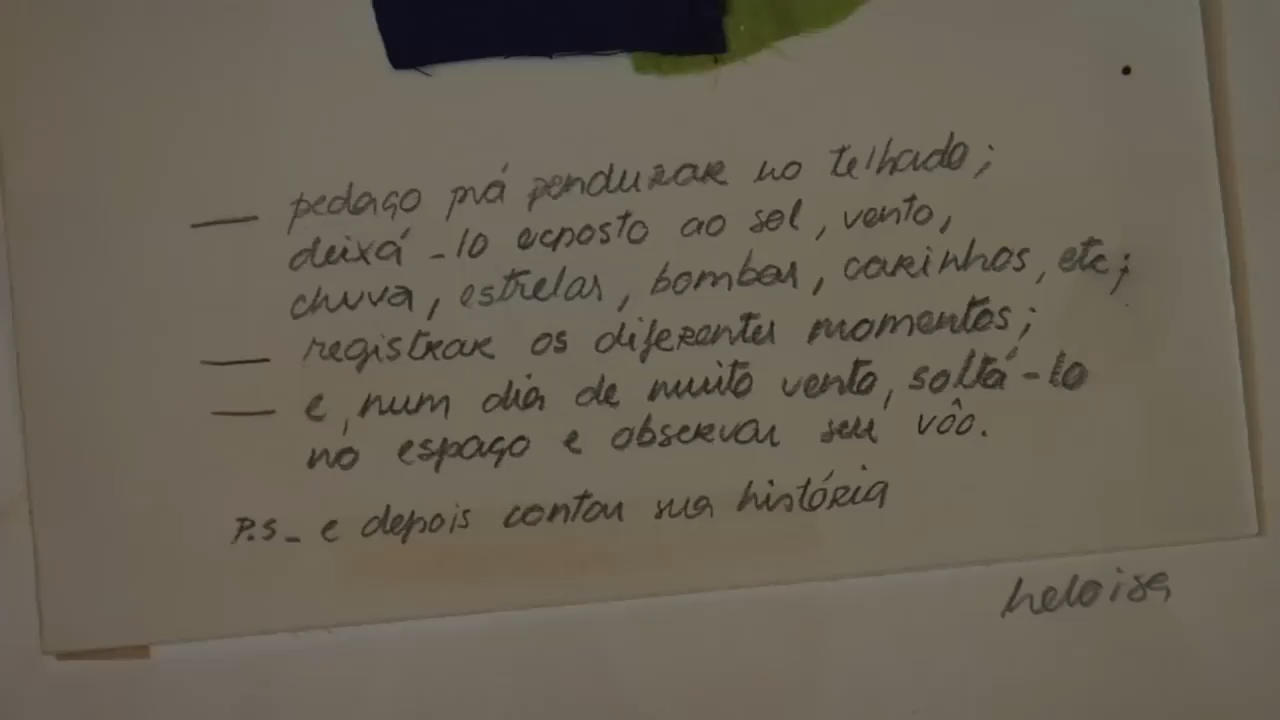 — pedaço prá pendurar no telhado;
deixá-lo exposto ao sol, vento,
chuva, estrelas, bombas, carinhos, etc;
— registrar os diferentes momentos;
— e, num dia de muito vento, soltá-lo
no espaço e observar seu vôo.
P.S_ e depois contar sua história
heloisa